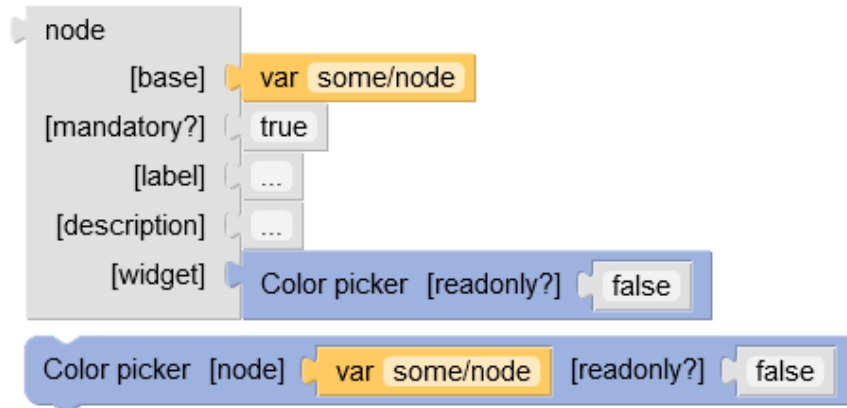 node
[base] var some/node
[mandatory?] true
[label] ...
[description] ...
[widget] Color picker [readonly?] false
Color picker [node] var some/node [readonly?] false